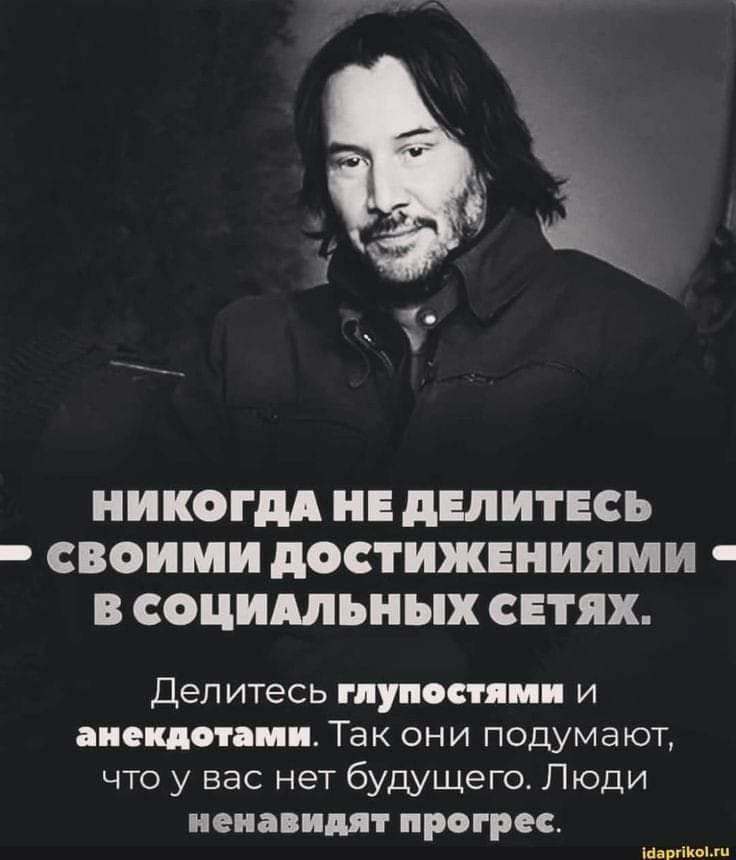 НИКОГДА НЕ ДЕЛИТЕСЬ
СВОИМИ ДОСТИЖЕНИЯМИ
В СОЦИАЛЬНЫХ СЕТЯХ.
Делитесь глупостями и
анекдотами. Так они подумают,
что у вас нет будущего. Люди
ненавидят прогрес.
idaprikol.ru